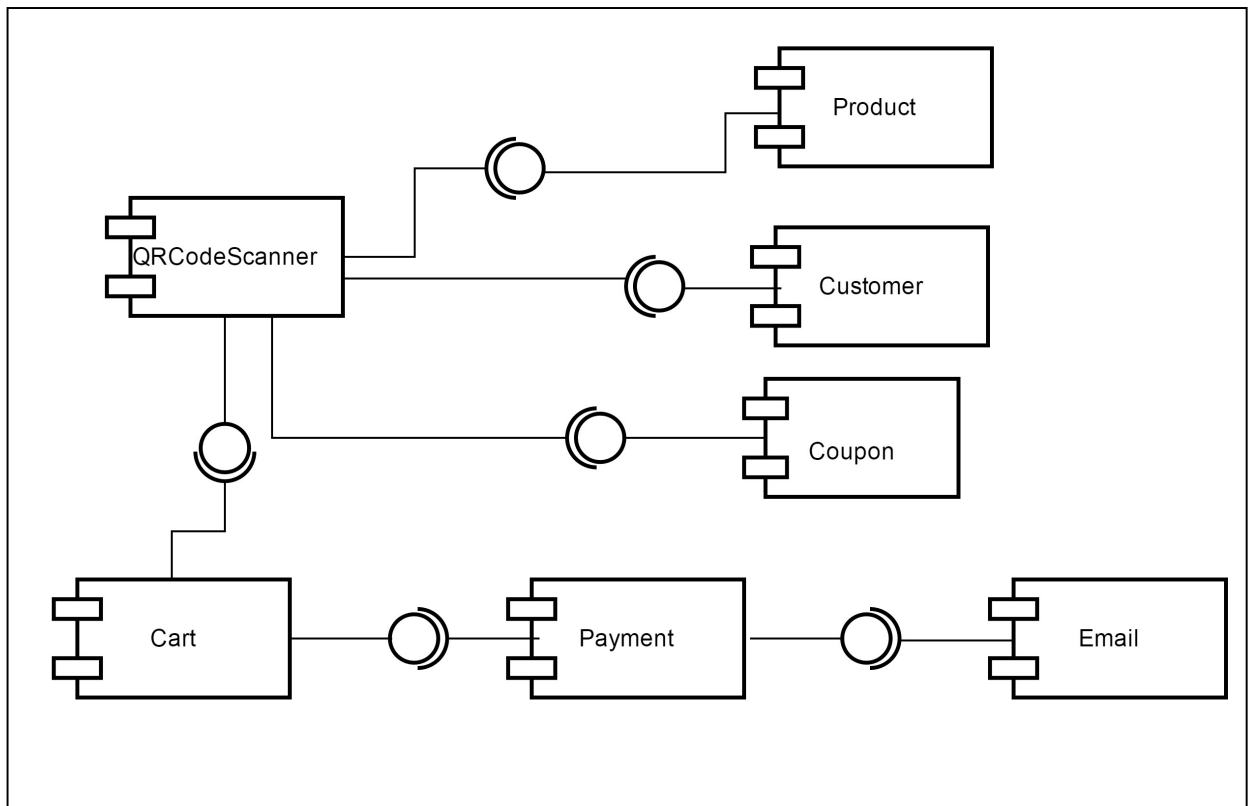 Product
QRCodeScanner
Customer
Coupon
Cart
Payment
Email